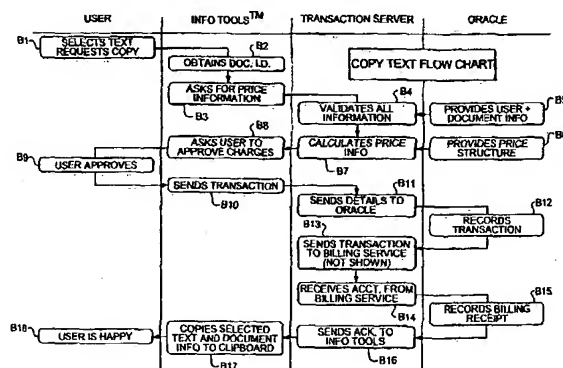 USER
INFO TOOLS™
TRANSACTION SERVER
ORACLE
B1
SELECTS TEXT
REQUESTS COPY
B2
OBTAINS DOC. I.D.
COPY TEXT FLOW CHART
ASKS FOR PRICE
INFORMATION
B3
B4
VALIDATES ALL
INFORMATION
B5
PROVIDES USER +
DOCUMENT INFO
B8
ASKS USER TO
APPROVE CHARGES
CALCULATES PRICE
INFO
B7
B6
PROVIDES PRICE
STRUCTURE
B9
USER APPROVES
SENDS TRANSACTION
B10
B11
SENDS DETAILS TO
ORACLE
B12
RECORDS
TRANSACTION
B13
SENDS TRANSACTION
TO BILLING SERVICE
(NOT SHOWN)
RECEIVES ACCT. FROM
BILLING SERVICE
B14
B15
RECORDS BILLING
RECEIPT
B18
USER IS HAPPY
COPIES SELECTED
TEXT AND DOCUMENT
INFO TO CLIPBOARD
B17
SENDS ACK. TO
INFO TOOLS
B16